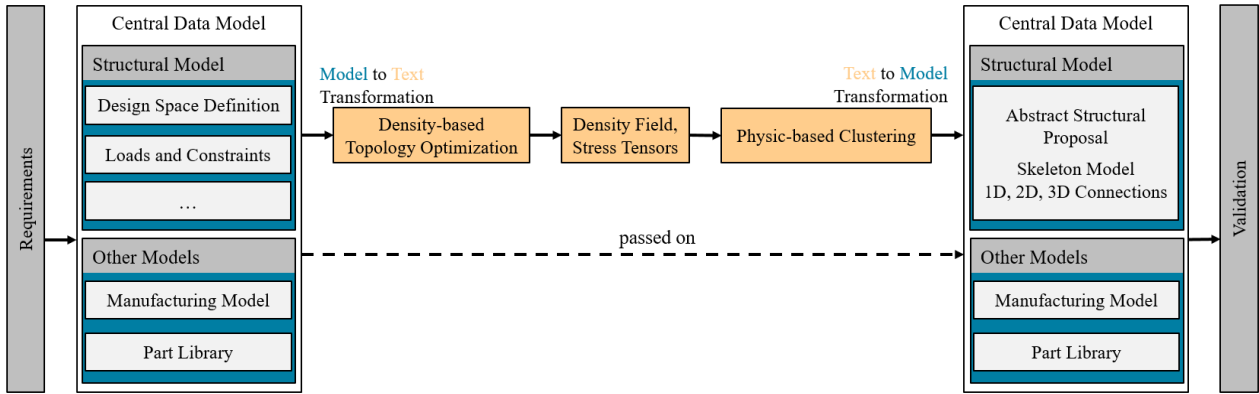 Requirements
Central Data Model
Structural Model
Design Space Definition
Loads and Constraints
…
Other Models
Manufacturing Model
Part Library
Model to Text
Transformation
Density-based
Topology Optimization
Density Field,
Stress Tensors
Text to Model
Transformation
Physic-based Clustering
passed on
Central Data Model
Structural Model
Abstract Structural
Proposal
Skeleton Model
1D, 2D, 3D Connections
Other Models
Manufacturing Model
Part Library
Validation